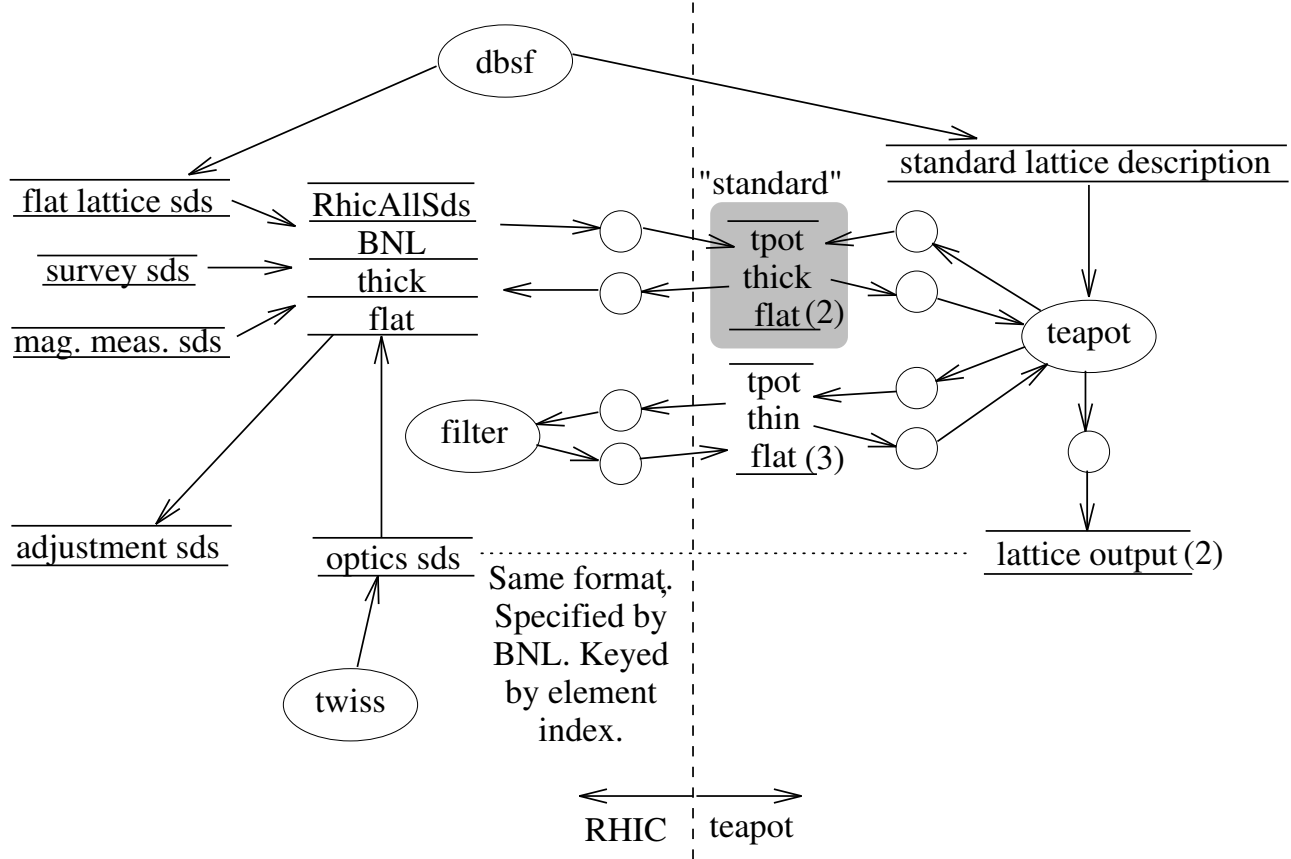 dbsf
standard lattice description
"standard"
flat lattice sds
RhicAllSds
BNL
thick
flat
survey sds
mag. meas. sds
tpot
thick
flat (2)
teapot
tpot
thin
flat (3)
filter
adjustment sds
optics sds
lattice output (2)
Same format,.
Specified by
BNL. Keyed
by element
index.
twiss
RHIC
teapot